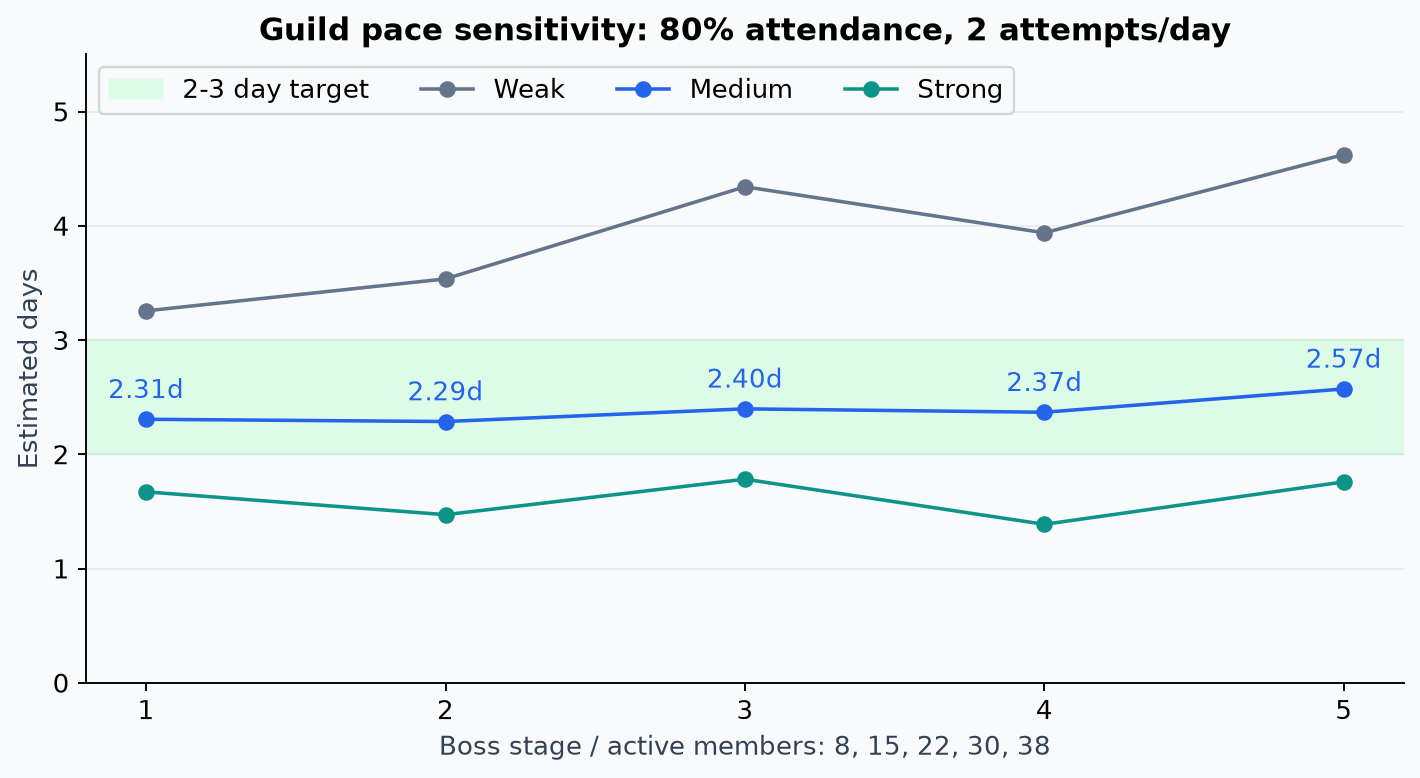 Guild pace sensitivity: 80% attendance, 2 attempts/day
2-3 day target Weak Medium Strong
Estimated days
5
4
3
2
1
0
2.31d 2.29d 2.40d 2.37d 2.57d
1 2 3 4 5
Boss stage / active members: 8, 15, 22, 30, 38